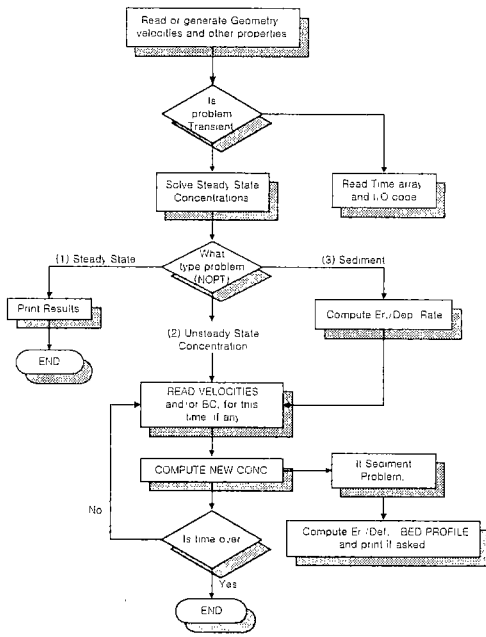 Read or generate Geometry
velocities and other properties
Is
problem
Transient
Solve Steady State
Concentrations
Read Time array
and I/O code
What
type problem
(NOPT)
(1) Steady State
(3) Sediment
Print Results
(2) Unsteady State
Concentration
Compute Er./Dep. Rate
END
READ VELOCITIES
and/or BC. for this
time if any
COMPUTE NEW CONC
If Sediment
Problem.
No
Is time over
Compute Er./Def. BED PROFILE
and print if asked
Yes
END